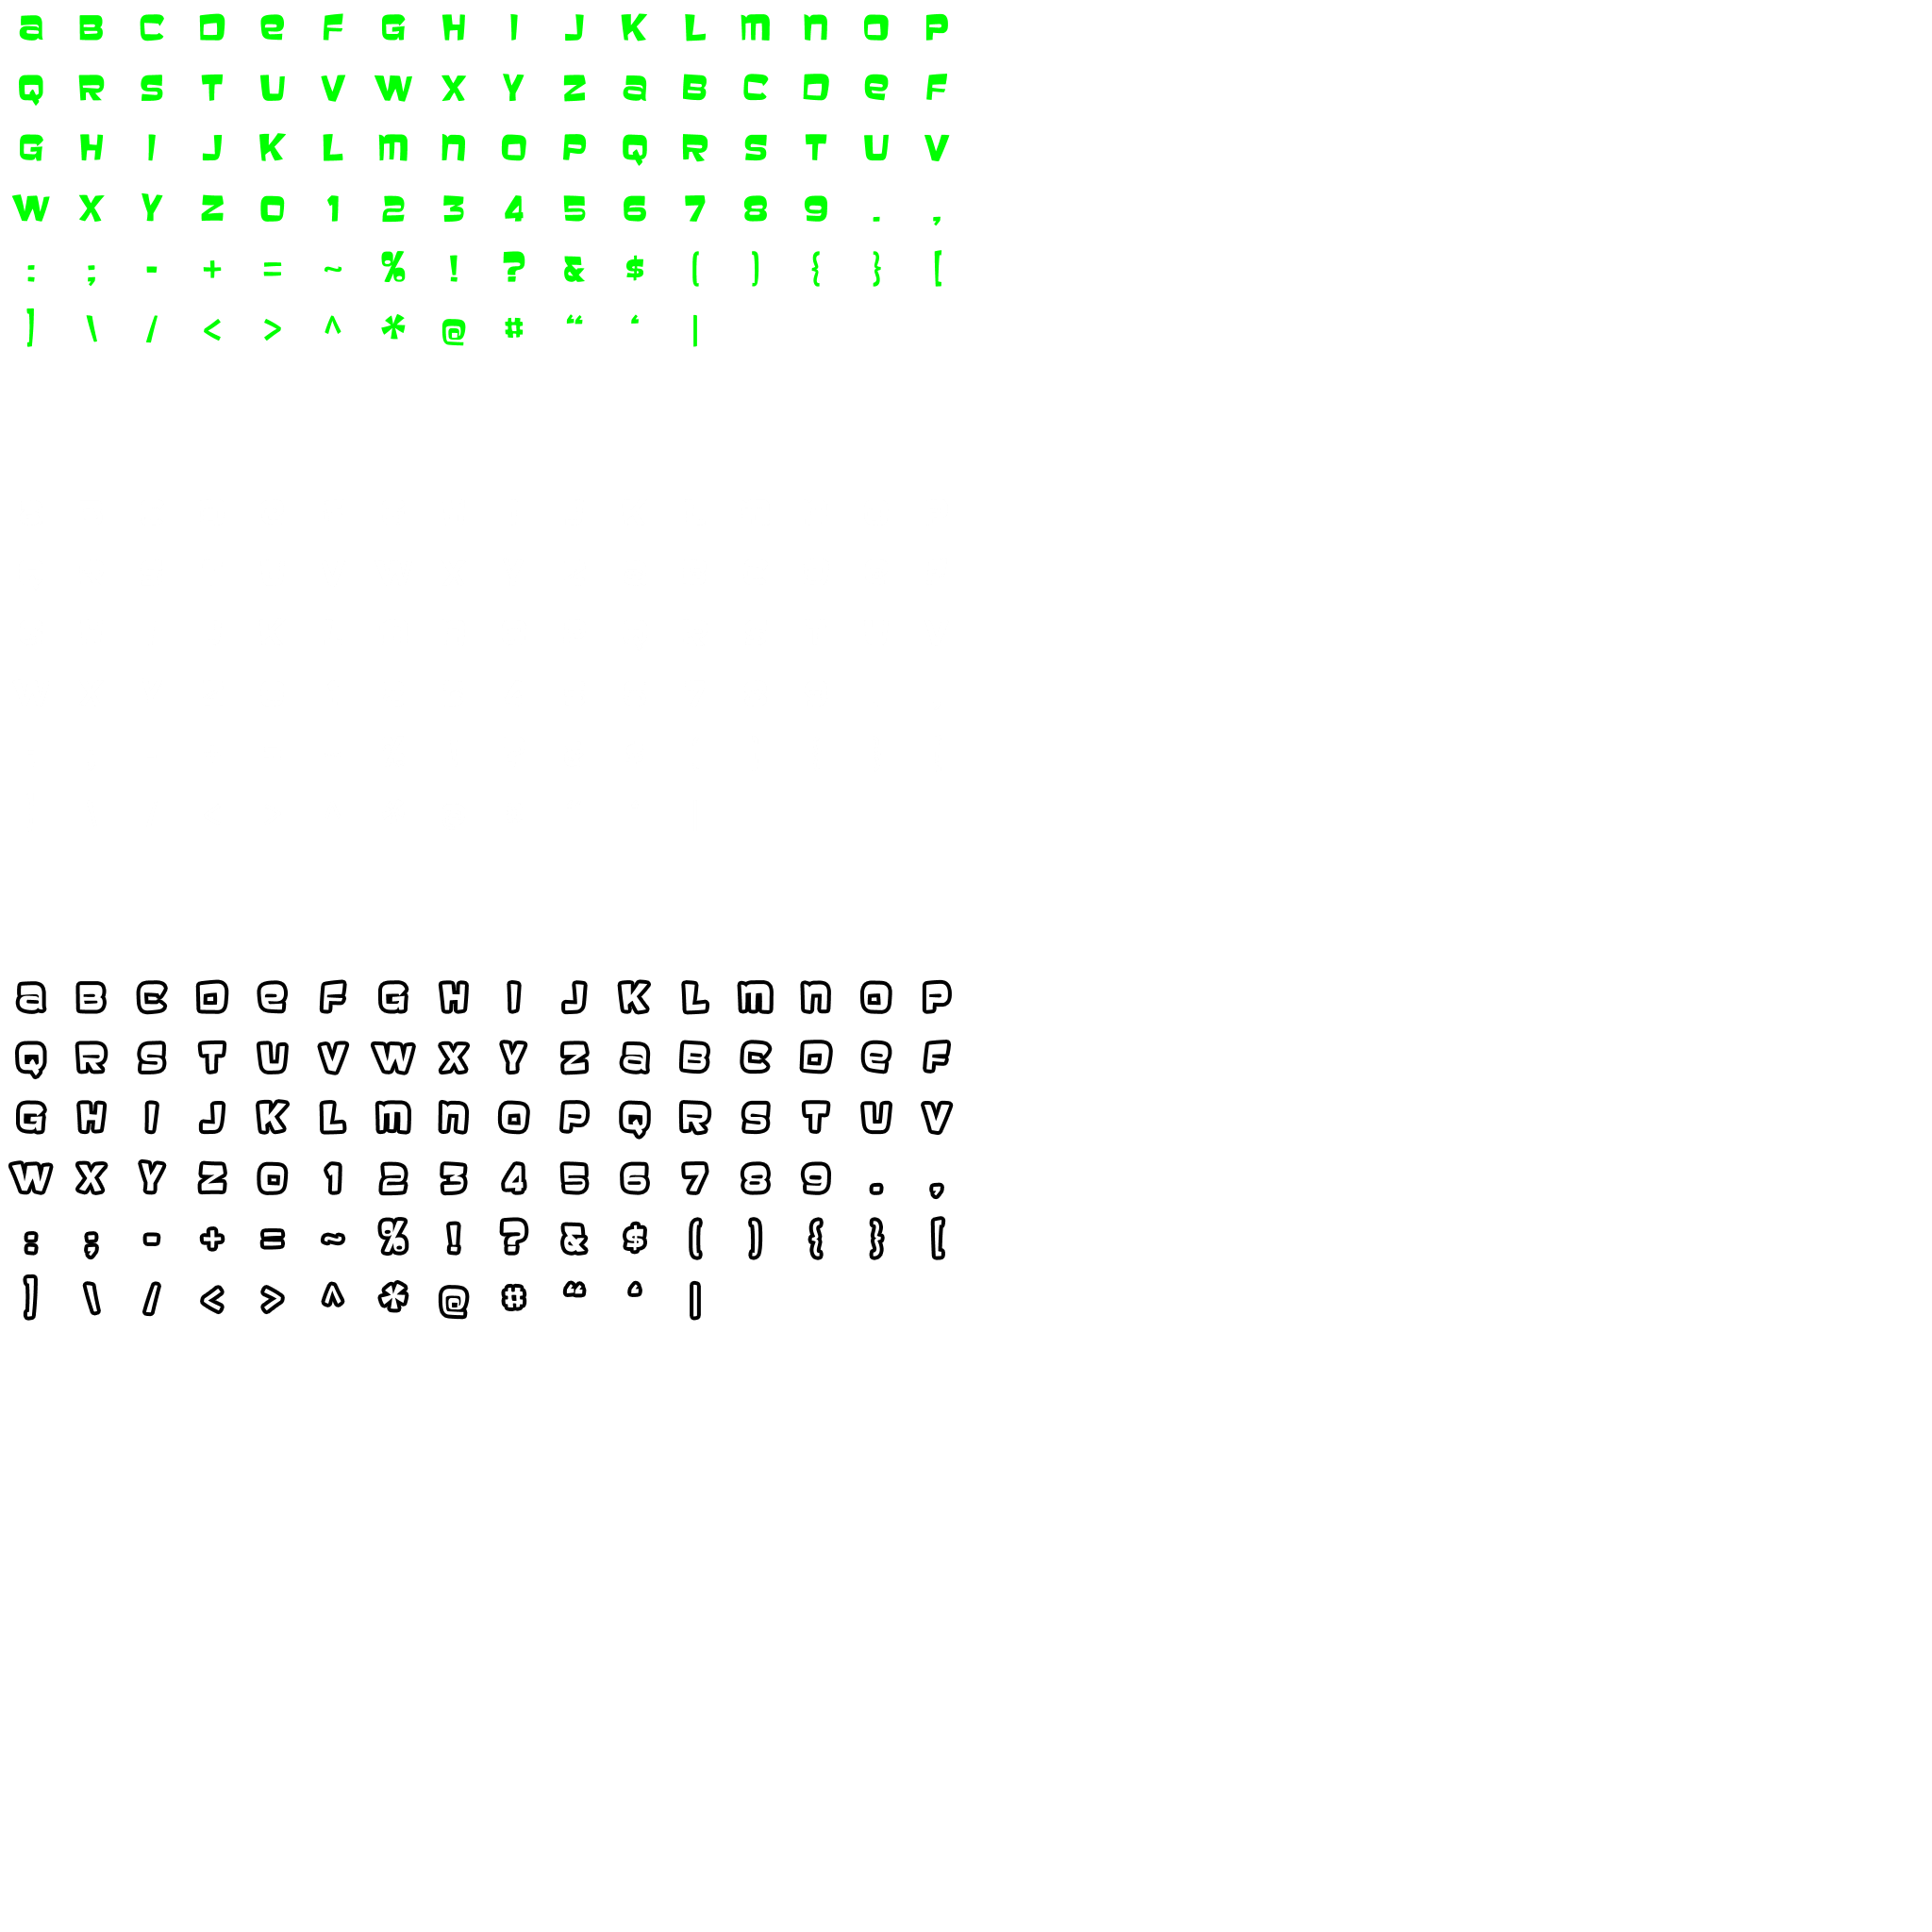 a B C D e F G H I J K L m n O P
Q R S T U V W X Y Z a B C D e F
G H I J K L m n O P Q R S T U V
W X Y Z 0 1 2 3 4 5 6 7 8 9 . ,
: ; - + = ~ % ! ? & $ ( ) { } [
] \ / < > ^ * @ # “ ‘ |
a B C D e F G H I J K L m n O P
Q R S T U V W X Y Z a B C D e F
G H I J K L m n O P Q R S T U V
W X Y Z 0 1 2 3 4 5 6 7 8 9 . ,
: ; - + = ~ % ! ? & $ ( ) { } [
] \ / < > ^ * @ # “ ‘ |